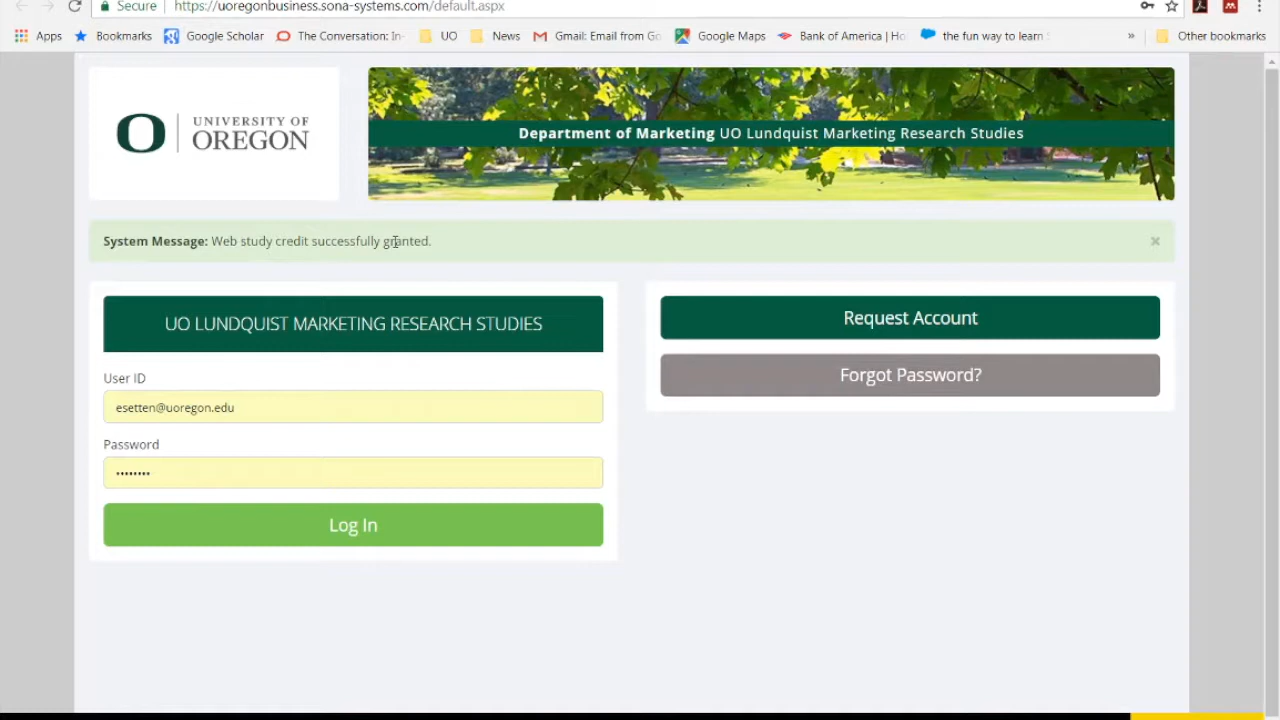 Secure https://uoregonbusiness.sona-systems.com/default.aspx
Apps Bookmarks Google Scholar The Conversation: In- UO News Gmail: Email from Go Google Maps Bank of America | Ho the fun way to learn » Other bookmarks
UNIVERSITY OF
OREGON
Department of Marketing UO Lundquist Marketing Research Studies
System Message: Web study credit successfully granted. ×
UO LUNDQUIST MARKETING RESEARCH STUDIES
User ID
esetten@uoregon.edu
Password
••••••••
Log In
Request Account
Forgot Password?